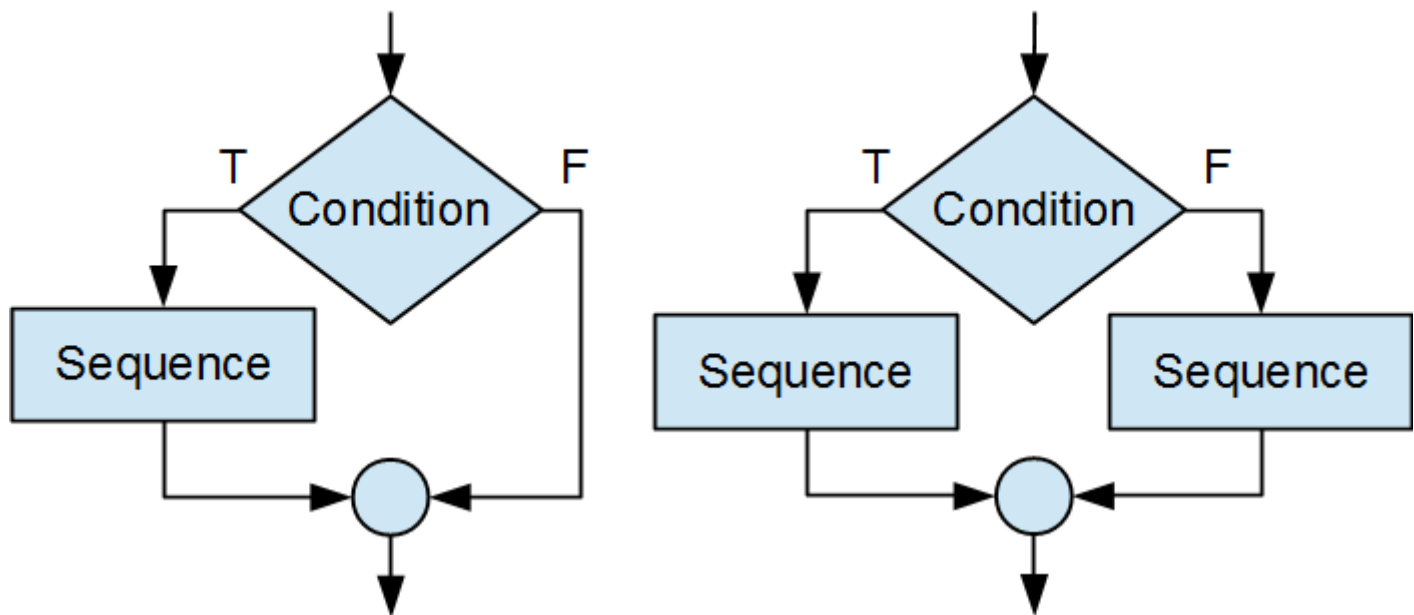 T
F
Condition
Sequence
T
F
Condition
Sequence
Sequence